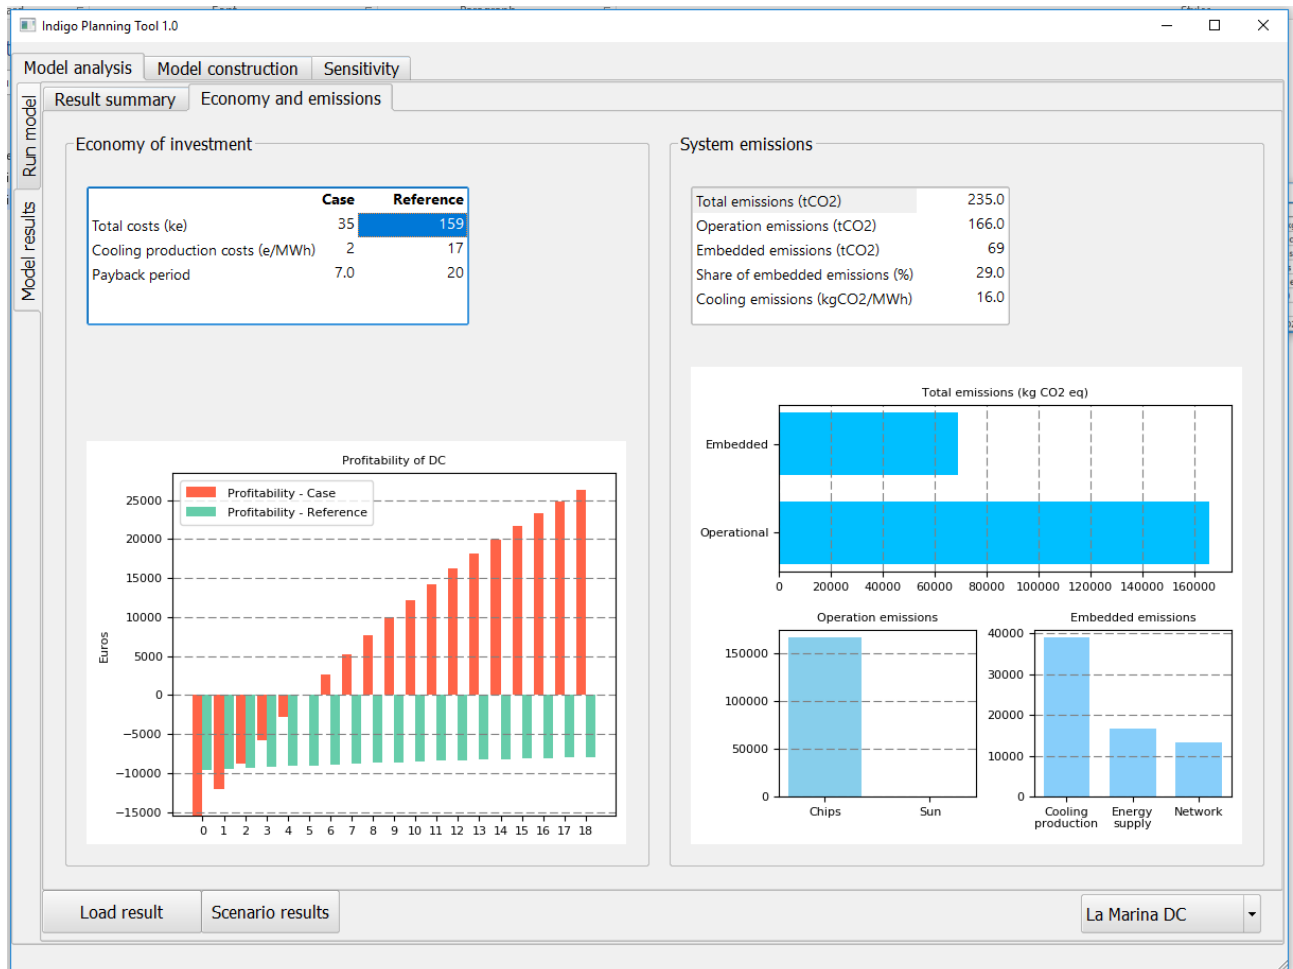 Indigo Planning Tool 1.0
Model analysis Model construction Sensitivity
Run model
Model results
Result summary Economy and emissions
Economy of investment
Case Reference
Total costs (ke) 35 159
Cooling production costs (e/MWh) 2 17
Payback period 7.0 20
Profitability of DC
Profitability - Case
Profitability - Reference
Euros
25000
20000
15000
10000
5000
0
−5000
−10000
−15000
0 1 2 3 4 5 6 7 8 9 10 11 12 13 14 15 16 17 18
System emissions
Total emissions (tCO2) 235.0
Operation emissions (tCO2) 166.0
Embedded emissions (tCO2) 69
Share of embedded emissions (%) 29.0
Cooling emissions (kgCO2/MWh) 16.0
Total emissions (kg CO2 eq)
Embedded
Operational
0 20000 40000 60000 80000 100000 120000 140000 160000
Operation emissions
150000
100000
50000
0
Chips Sun
Embedded emissions
40000
30000
20000
10000
0
Cooling production Energy supply Network
Load result Scenario results La Marina DC